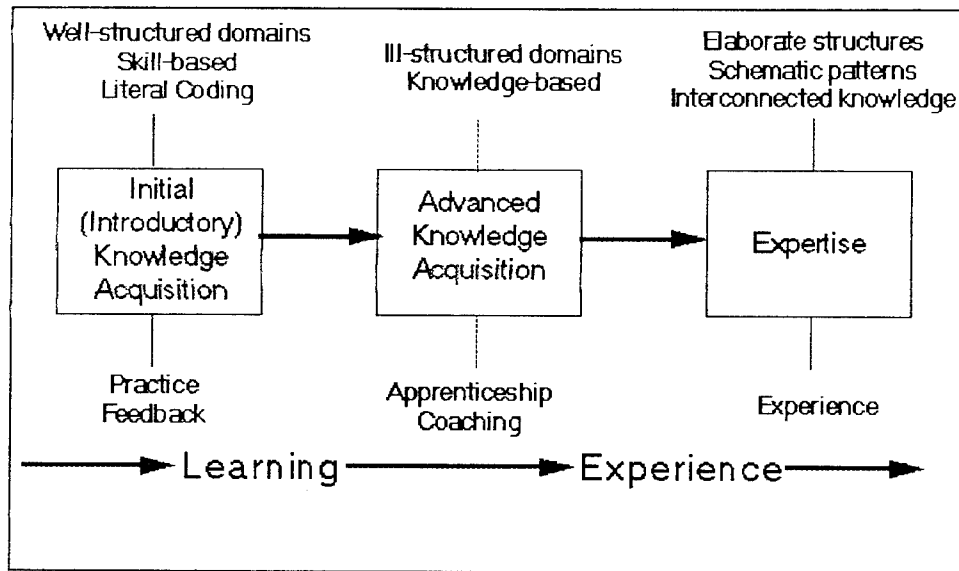 Well-structured domains
Skill-based
Literal Coding
Ill-structured domains
Knowledge-based
Elaborate structures
Schematic patterns
Interconnected knowledge
Initial
(Introductory)
Knowledge
Acquisition
Advanced
Knowledge
Acquisition
Expertise
Practice
Feedback
Apprenticeship
Coaching
Experience
Learning
Experience